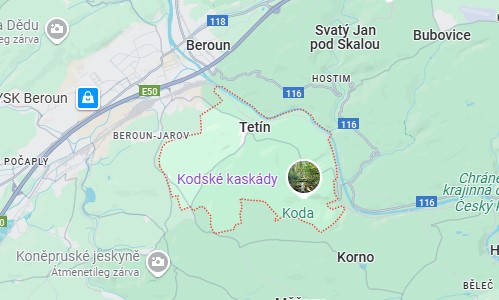 a Dědu
zárva
118
Beroun
Svatý Jan
pod Skalou
Bubovice
HOSTIM
YSK Beroun
E50
116
116
BEROUN-JAROV
Tetín
POČAPLY
Kodské kaskády
Koda
Chráně
krajinná o
Český k
116
Koněpruské jeskyně
Átmenetileg zárva
Korno
BĚLEČ